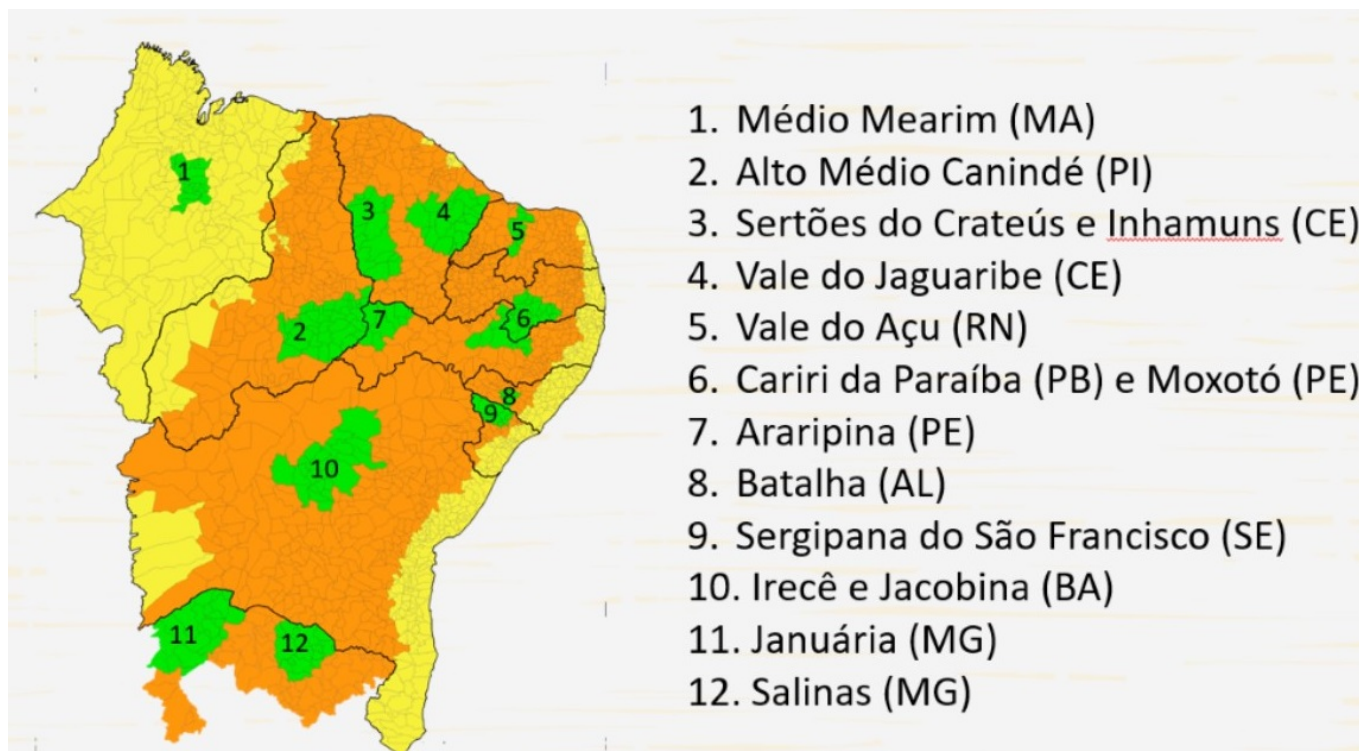 1
2
3
4
5
6
7
8
9
10
11
12
1. Médio Mearim (MA)
2. Alto Médio Canindé (PI)
3. Sertões do Crateús e Inhamuns (CE)
4. Vale do Jaguaribe (CE)
5. Vale do Açu (RN)
6. Cariri da Paraíba (PB) e Moxotó (PE)
7. Araripina (PE)
8. Batalha (AL)
9. Sergipana do São Francisco (SE)
10. Irecê e Jacobina (BA)
11. Januária (MG)
12. Salinas (MG)